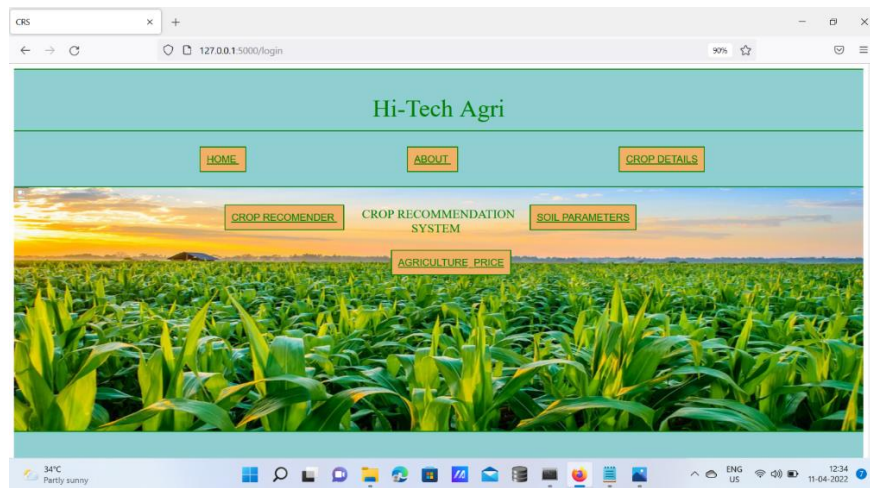 CRS
127.0.0.1:5000/login
90%
Hi-Tech Agri
HOME
ABOUT
CROP DETAILS
CROP RECOMENDER
CROP RECOMMENDATION
SYSTEM
SOIL PARAMETERS
AGRICULTURE PRICE
34°C
Partly sunny
ENG
US
12:34
11-04-2022
7